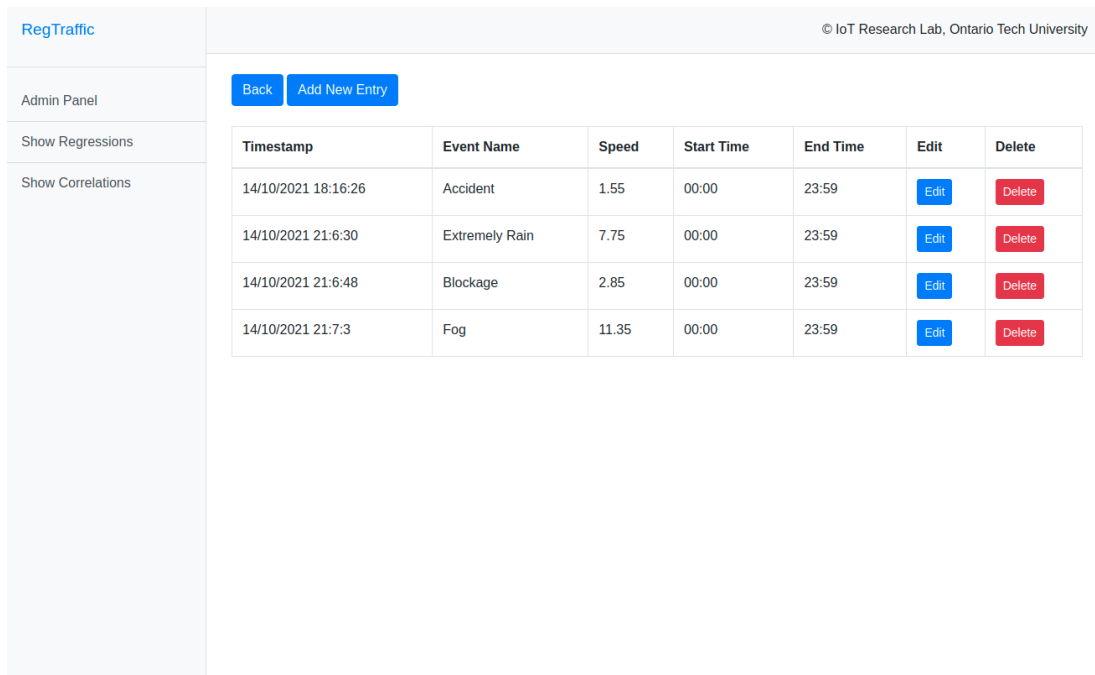 RegTraffic
© IoT Research Lab, Ontario Tech University
Admin Panel
Show Regressions
Show Correlations
Back Add New Entry
Timestamp Event Name Speed Start Time End Time Edit Delete
14/10/2021 18:16:26 Accident 1.55 00:00 23:59 Edit Delete
14/10/2021 21:6:30 Extremely Rain 7.75 00:00 23:59 Edit Delete
14/10/2021 21:6:48 Blockage 2.85 00:00 23:59 Edit Delete
14/10/2021 21:7:3 Fog 11.35 00:00 23:59 Edit Delete